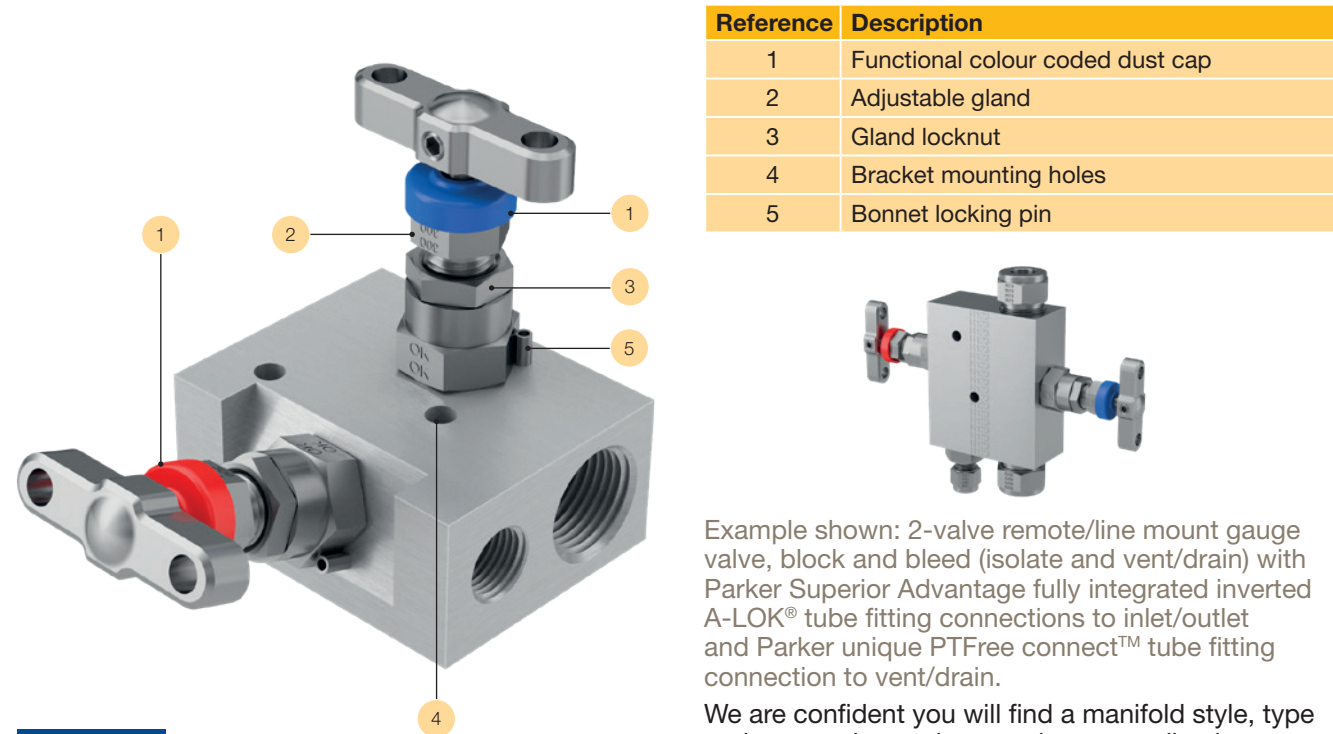 Reference Description
1 Functional colour coded dust cap
2 Adjustable gland
3 Gland locknut
4 Bracket mounting holes
5 Bonnet locking pin
1
2
1
3
5
4
OK
OK
Example shown: 2-valve remote/line mount gauge
valve, block and bleed (isolate and vent/drain) with
Parker Superior Advantage fully integrated inverted
A-LOK® tube fitting connections to inlet/outlet
and Parker unique PTFree connect™ tube fitting
connection to vent/drain.
We are confident you will find a manifold style, type